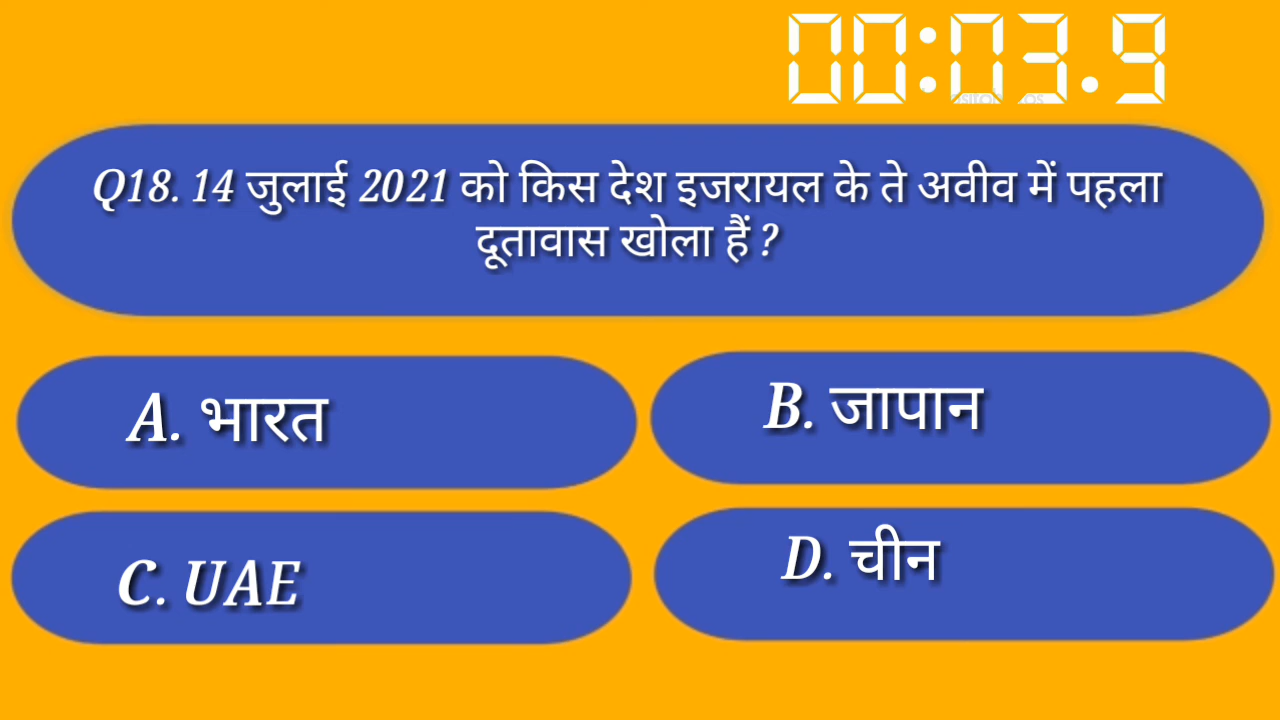 00:03.9
Q18. 14 जुलाई 2021 को किस देश इजरायल के ते अवीव में पहला
दूतावास खोला हैं ?
A. भारत
B. जापान
C. UAE
D. चीन